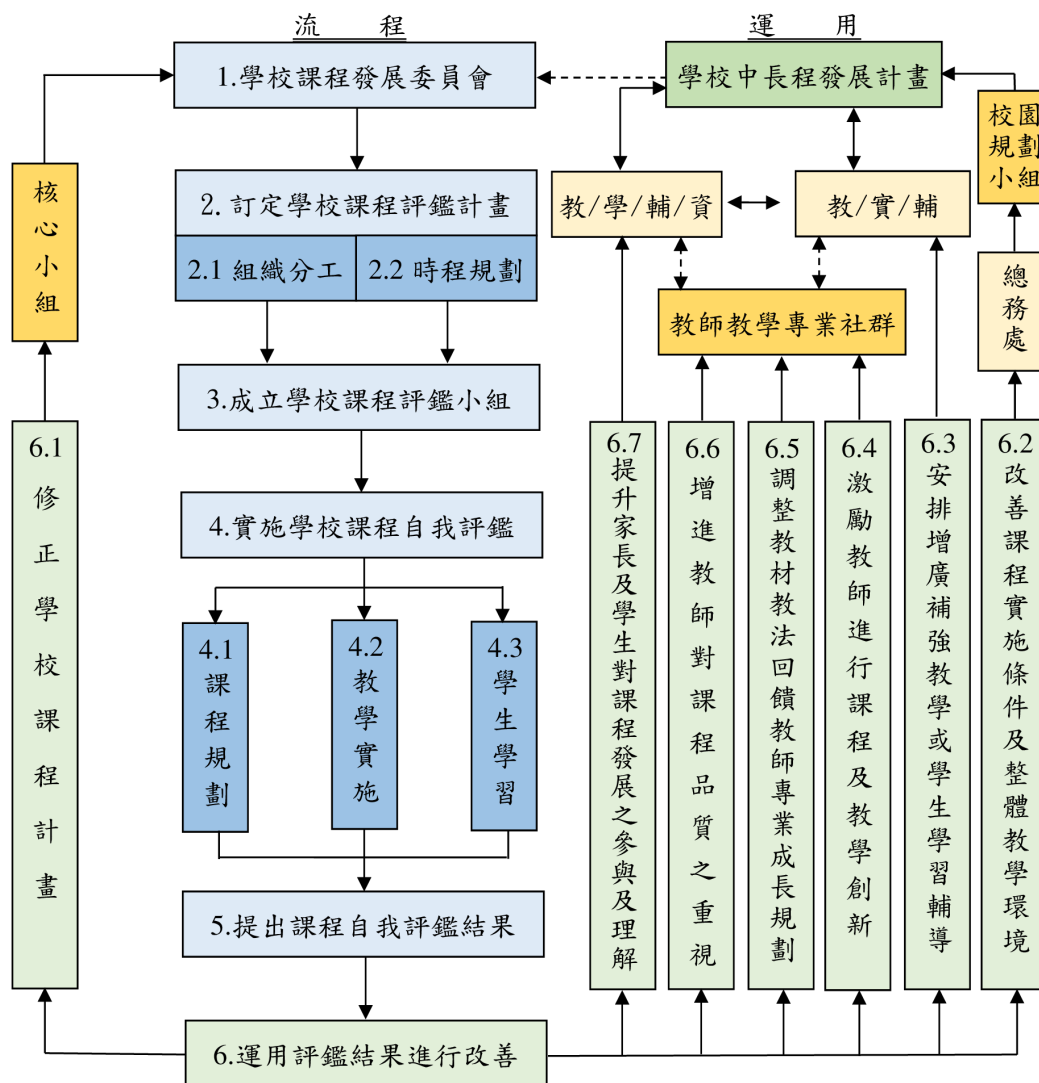 流 程
1.學校課程發展委員會
2. 訂定學校課程評鑑計畫
2.1 組織分工
2.2 時程規劃
3.成立學校課程評鑑小組
4.實施學校課程自我評鑑
4.1 課程規劃
4.2 教學實施
4.3 學生學習
5.提出課程自我評鑑結果
6.運用評鑑結果進行改善
核心小組
6.1 修正學校課程計畫
運 用
學校中長程發展計畫
校園規劃小組
教/學/輔/資
教/實/輔
總務處
教師教學專業社群
6.7 提升家長及學生對課程發展之參與及理解
6.6 增進教師對課程品質之重視
6.5 調整教材教法回饋教師專業成長規劃
6.4 激勵教師進行課程及教學創新
6.3 安排增廣補強教學或學生學習輔導
6.2 改善課程實施條件及整體教學環境